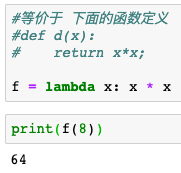 #等价于 下面的函数定义
#def d(x):
#    return x*x;
f = lambda x: x * x
print(f(8))
64